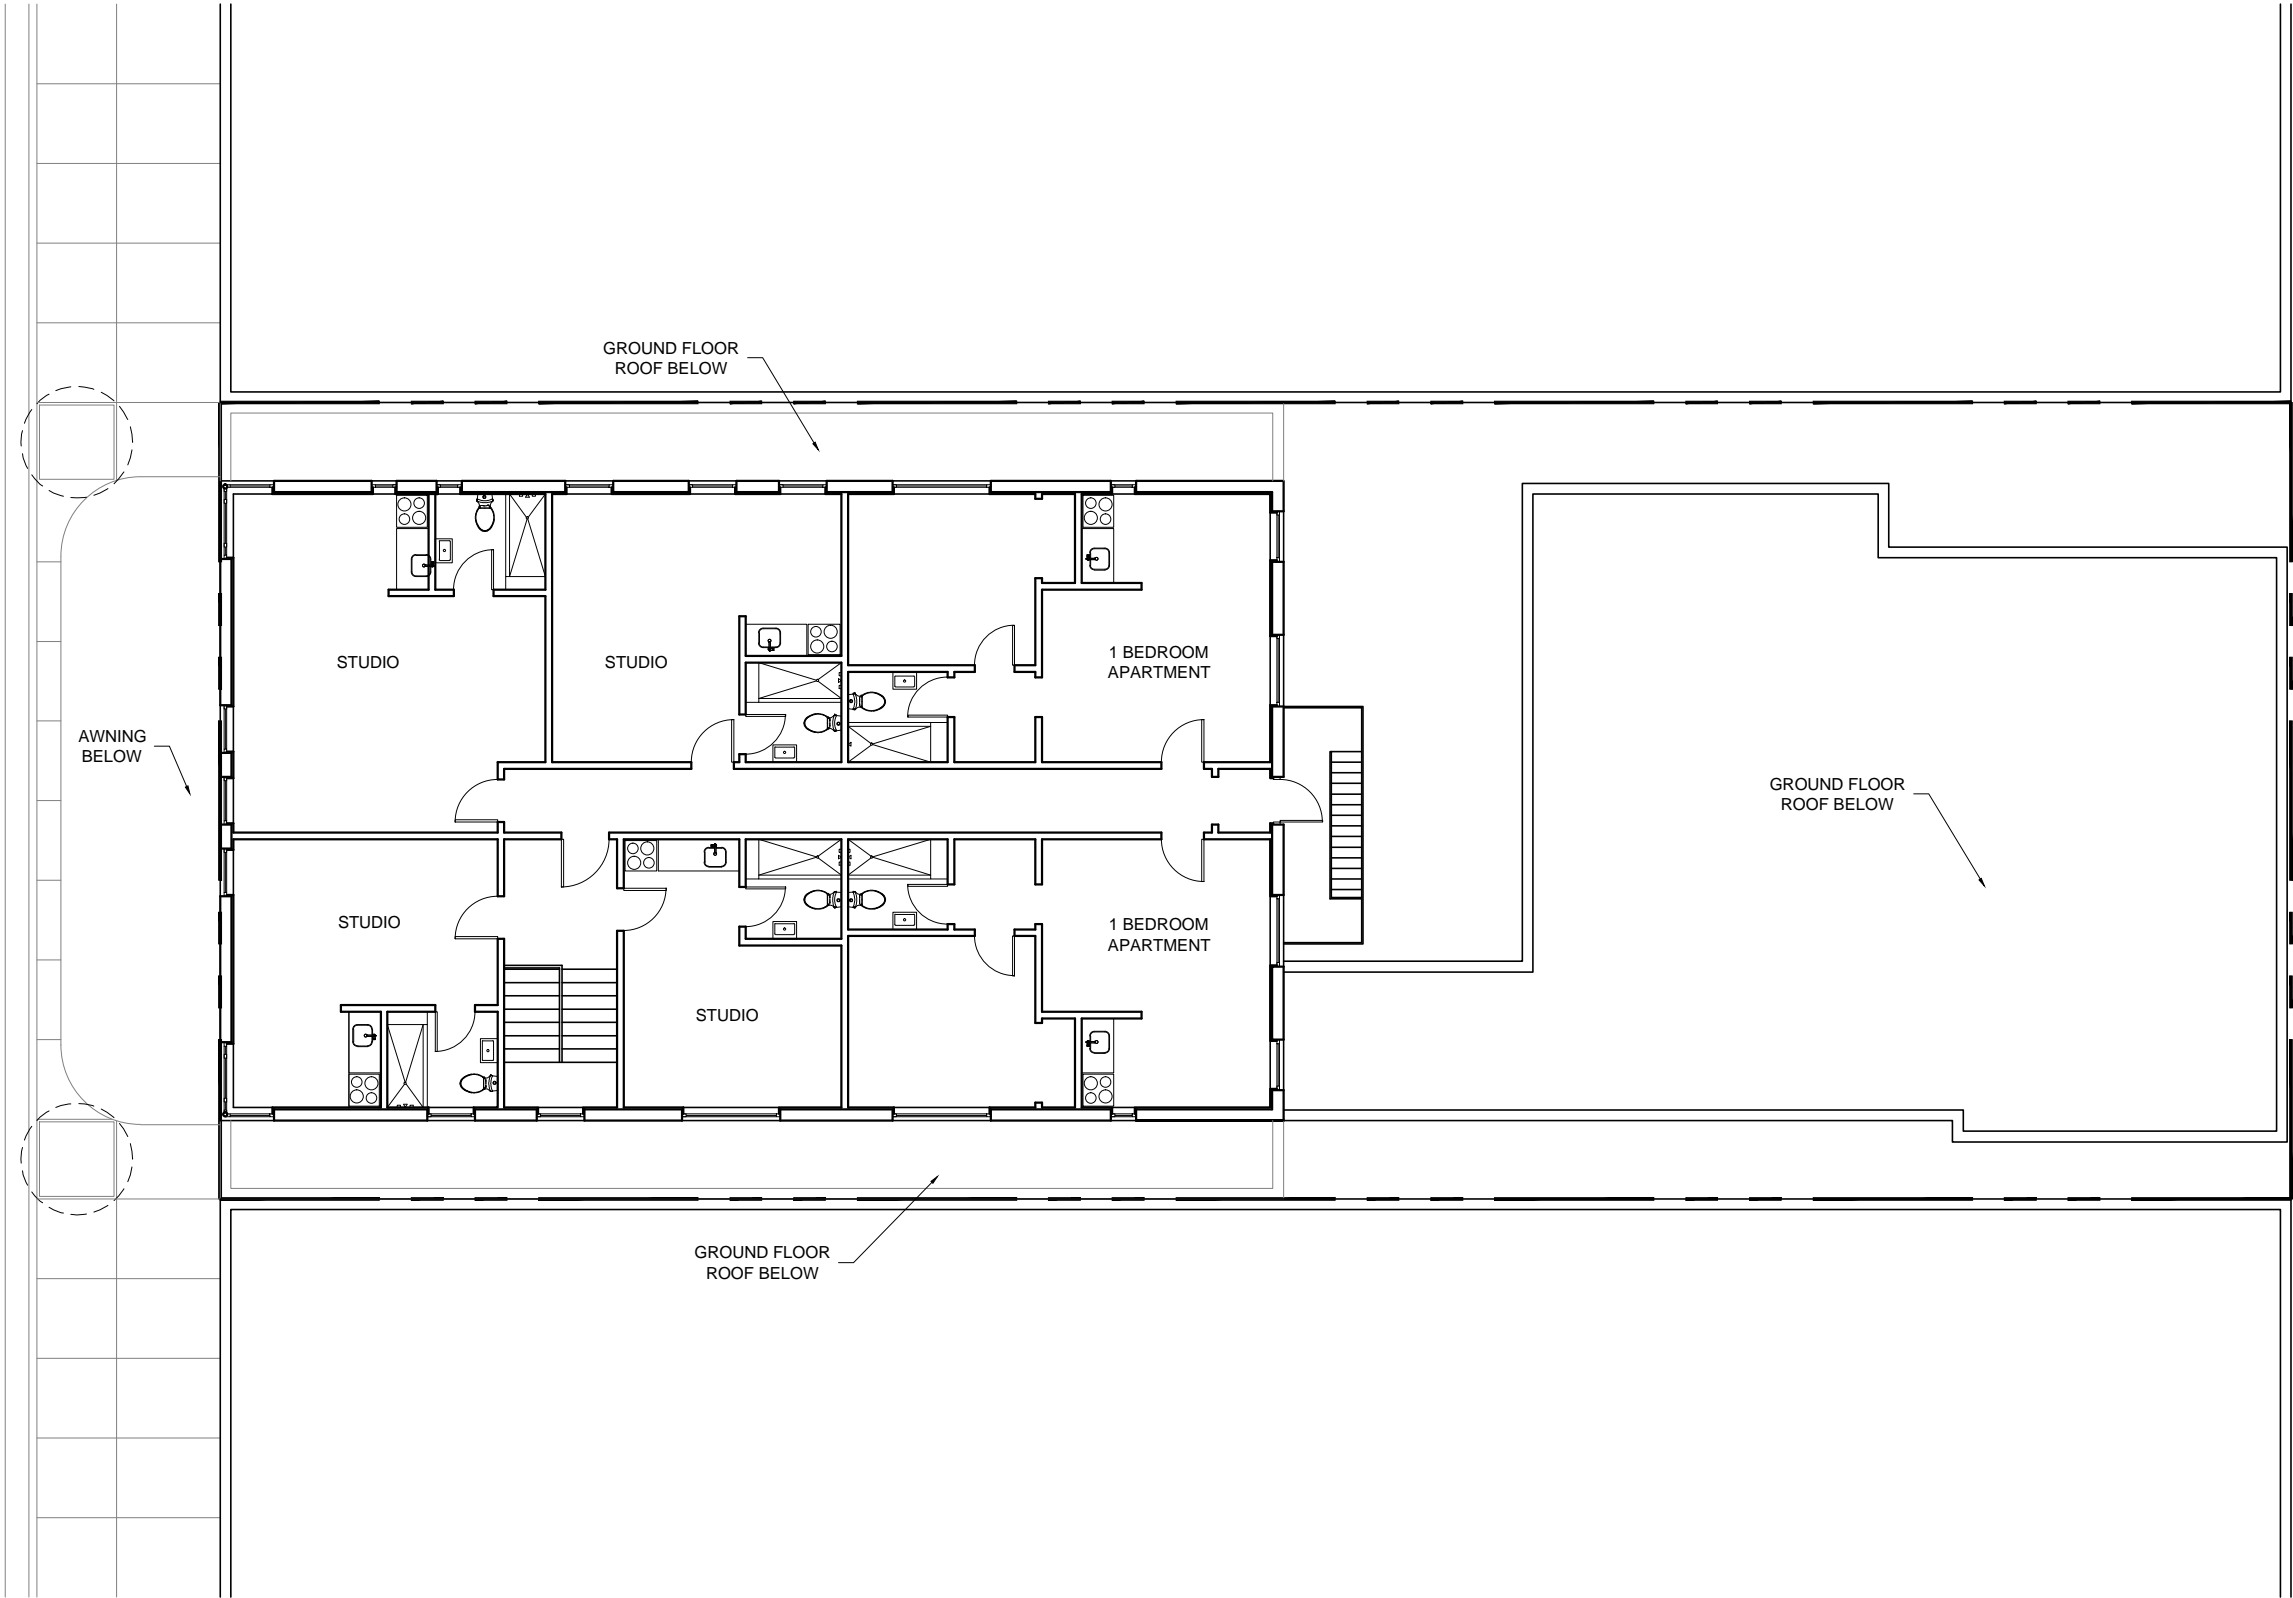 GROUND FLOOR
ROOF BELOW
STUDIO
STUDIO
1 BEDROOM
APARTMENT
AWNING
BELOW
GROUND FLOOR
ROOF BELOW
STUDIO
1 BEDROOM
APARTMENT
STUDIO
GROUND FLOOR
ROOF BELOW